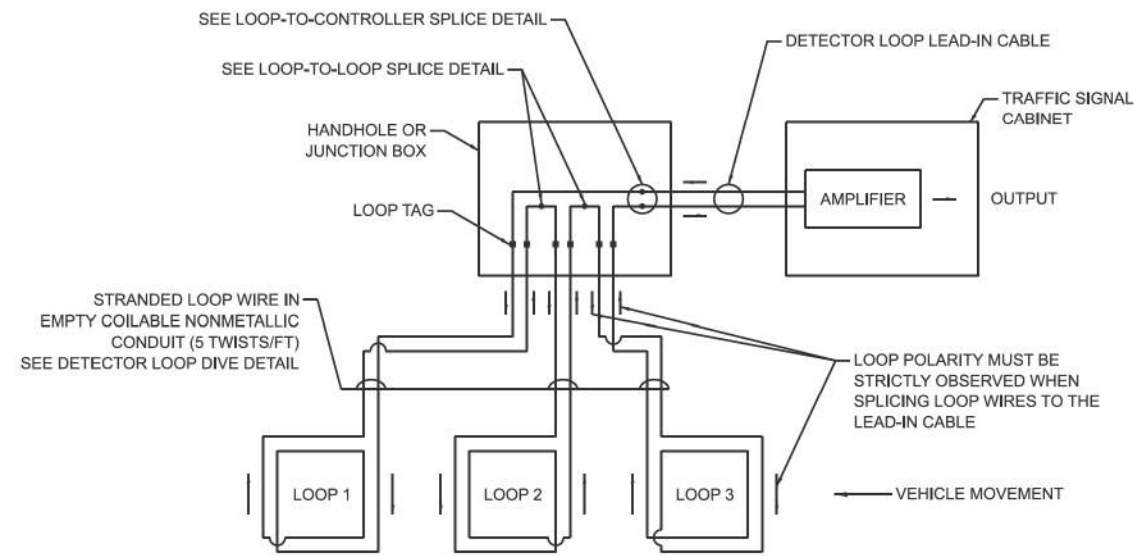 SEE LOOP-TO-CONTROLLER SPLICE DETAIL
DETECTOR LOOP LEAD-IN CABLE
SEE LOOP-TO-LOOP SPLICE DETAIL
TRAFFIC SIGNAL
CABINET
HANDHOLE OR
JUNCTION BOX
AMPLIFIER
OUTPUT
LOOP TAG
STRANDED LOOP WIRE IN
EMPTY COILABLE NONMETALLIC
CONDUIT (5 TWISTS/FT)
SEE DETECTOR LOOP DIVE DETAIL
LOOP POLARITY MUST BE
STRICTLY OBSERVED WHEN
SPLICING LOOP WIRES TO THE
LEAD-IN CABLE
LOOP 1
LOOP 2
LOOP 3
VEHICLE MOVEMENT